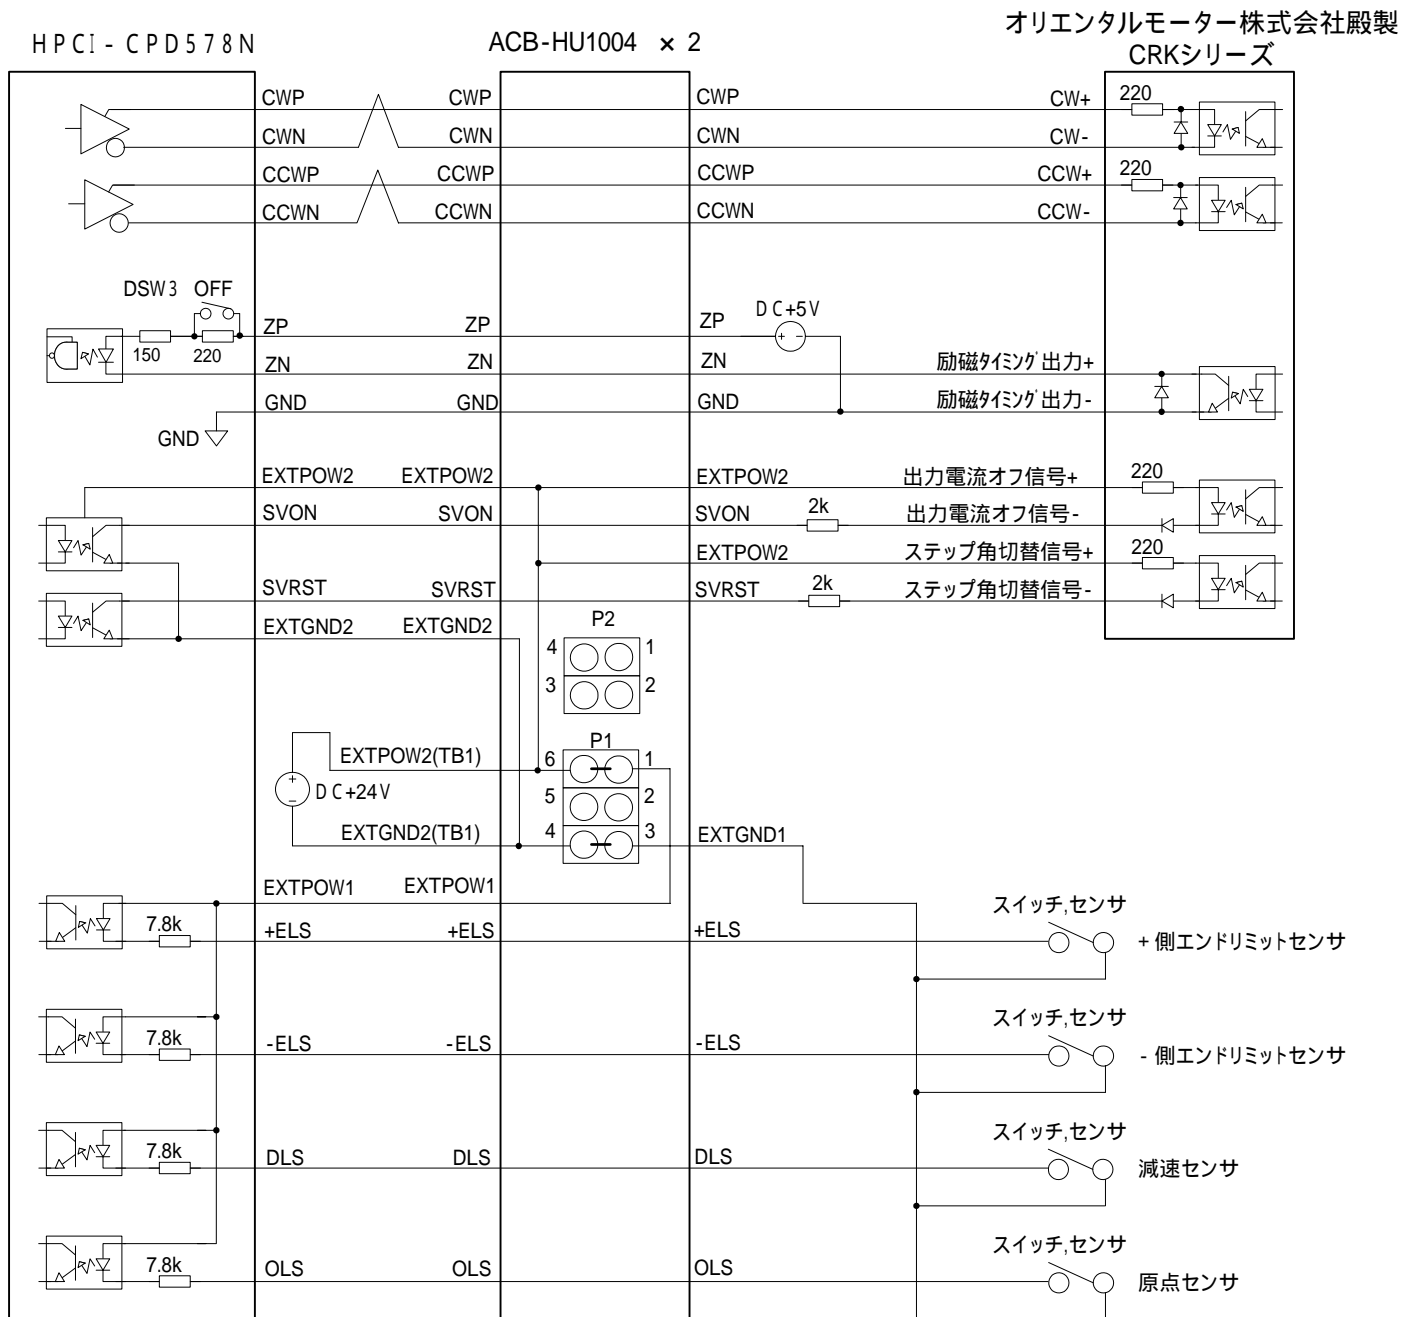 オリエンタルモーター株式会社殿製
HPCI-CPD578N ACB-HU1004 × 2 CRKシリーズ
CWP CWP CWP CW+ 220
CWN CWN CWN CW-
CCWP CCWP CCWP CCW+ 220
CCWN CCWN CCWN CCW-
DSW3 OFF DC+5V
ZP ZP ZP + -
150 220
ZN ZN ZN 励磁ﾀｲﾐﾝｸﾞ出力+
GND GND GND 励磁ﾀｲﾐﾝｸﾞ出力-
GND
EXTPOW2 EXTPOW2 EXTPOW2 出力電流オフ信号+ 220
SVON SVON SVON 2k 出力電流オフ信号-
EXTPOW2 ステップ角切替信号+ 220
SVRST SVRST SVRST 2k ステップ角切替信号-
EXTGND2 EXTGND2 P2
4 1
3 2
P1
EXTPOW2(TB1) 6 1
+
DC+24V 5 2
-
EXTGND2(TB1) 4 3 EXTGND1
EXTPOW1 EXTPOW1 スイッチ,センサ
7.8k +ELS +ELS +ELS +側エンドリミットセンサ
スイッチ,センサ
7.8k -ELS -ELS -ELS -側エンドリミットセンサ
スイッチ,センサ
7.8k DLS DLS DLS 減速センサ
スイッチ,センサ
7.8k OLS OLS OLS 原点センサ